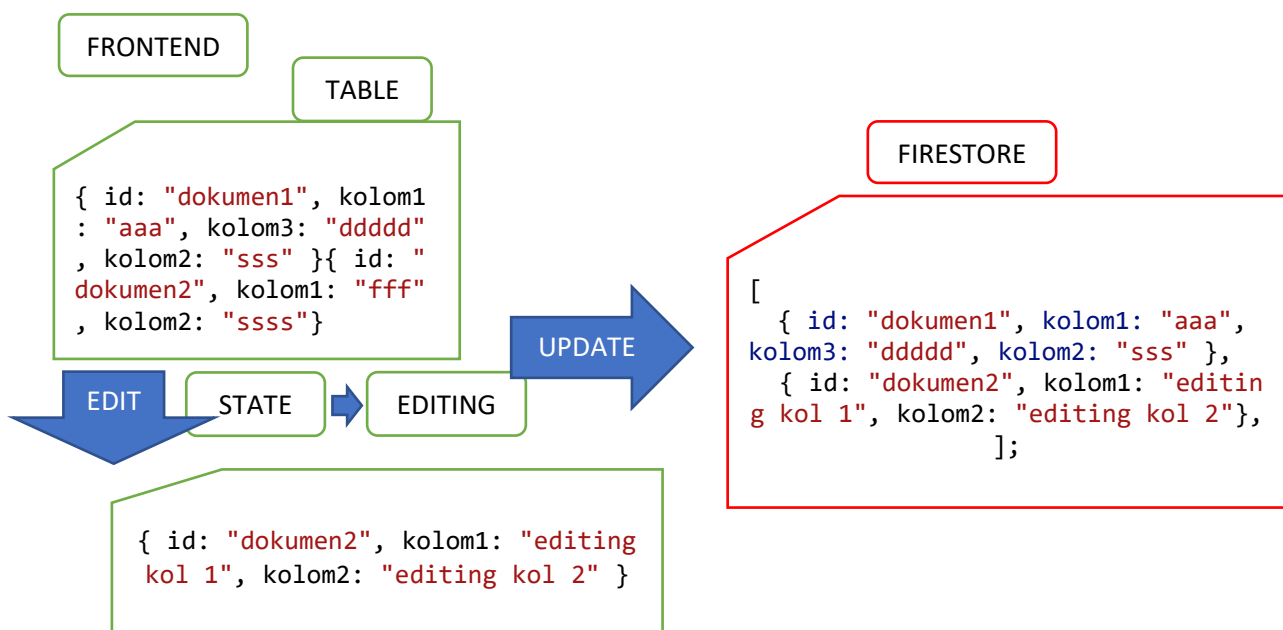 FRONTEND
TABLE
{ id: "dokumen1", kolom1
: "aaa", kolom3: "ddddd"
, kolom2: "sss" }{ id: "
dokumen2", kolom1: "fff"
, kolom2: "ssss"}
EDIT
STATE
EDITING
UPDATE
{ id: "dokumen2", kolom1: "editing
kol 1", kolom2: "editing kol 2" }
FIRESTORE
[
{ id: "dokumen1", kolom1: "aaa",
kolom3: "ddddd", kolom2: "sss" },
{ id: "dokumen2", kolom1: "editin
g kol 1", kolom2: "editing kol 2"},
];